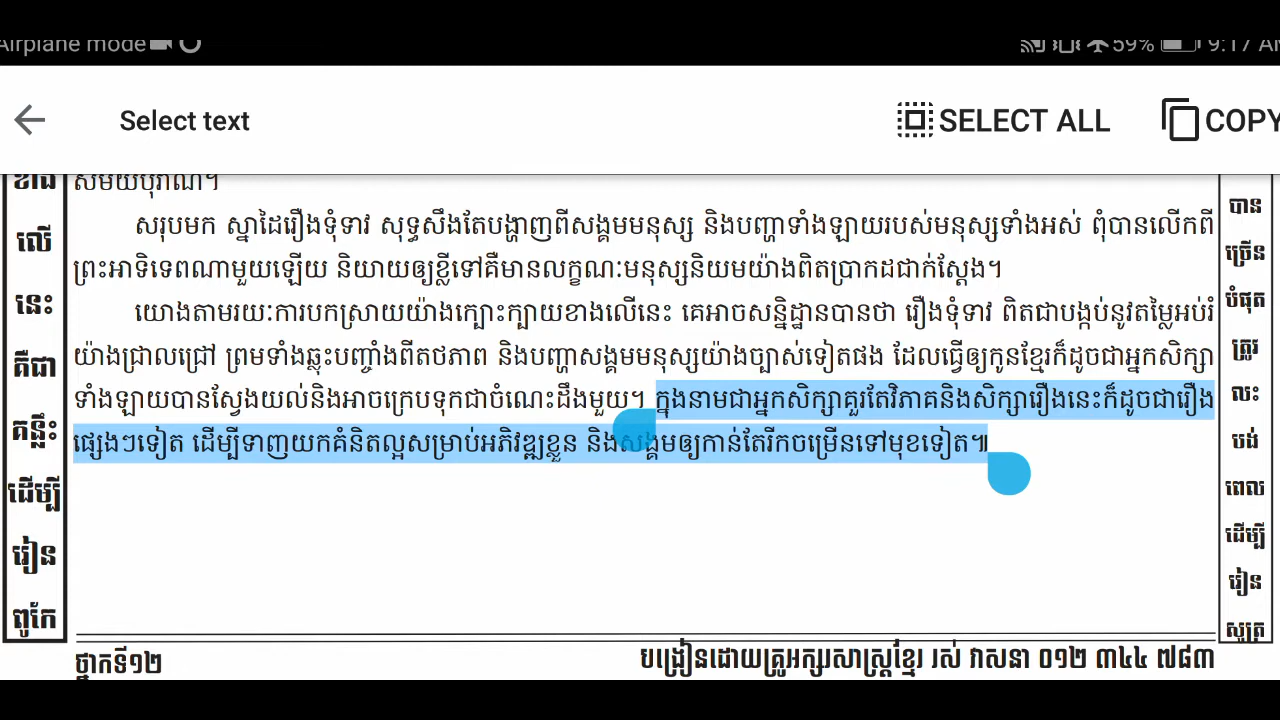 Airplane mode
59%
9:17 AM
Select text
SELECT ALL
COPY
ខាង
លើ
នេះ
គឺជា
គន្លឹះ
ដើម្បី
រៀន
ពូកែ
សម័យបុរាណ។
សរុបមក ស្នាដៃរឿងទុំទាវ សុទ្ធសឹងតែបង្ហាញពីសង្គមមនុស្ស និងបញ្ហាទាំងឡាយរបស់មនុស្សទាំងអស់ ពុំបានលើកពី
ព្រះអាទិទេពណាមួយឡើយ និយាយឲ្យខ្លីទៅគឺមានលក្ខណៈមនុស្សនិយមយ៉ាងពិតប្រាកដជាក់ស្តែង។
យោងតាមរយៈការបកស្រាយយ៉ាងក្បោះក្បាយខាងលើនេះ គេអាចសន្និដ្ឋានបានថា រឿងទុំទាវ ពិតជាបង្កប់នូវតម្លៃអប់រំ
យ៉ាងជ្រាលជ្រៅ ព្រមទាំងឆ្លុះបញ្ចាំងពីតថភាព និងបញ្ហាសង្គមមនុស្សយ៉ាងច្បាស់ទៀតផង ដែលធ្វើឲ្យកូនខ្មែរក៏ដូចជាអ្នកសិក្សា
ទាំងឡាយបានស្វែងយល់និងអាចក្រេបទុកជាចំណេះដឹងមួយ។ ក្នុងនាមជាអ្នកសិក្សាគួរតែវិភាគនិងសិក្សារឿងនេះក៏ដូចជារឿង
ផ្សេងៗទៀត ដើម្បីទាញយកគំនិតល្អសម្រាប់អភិវឌ្ឍខ្លួន និងសង្គមឲ្យកាន់តែរីកចម្រើនទៅមុខទៀត៕
បាន
ច្រើន
បំផុត
ត្រូវ
លះ
បង់
ពេល
ដើម្បី
រៀន
សូត្រ
ថ្នាក់ទី១២
បង្រៀនដោយគ្រូអក្សរសាស្ត្រខ្មែរ រស់ វាសនា ០១២ ៣៤៤ ៧៨៣